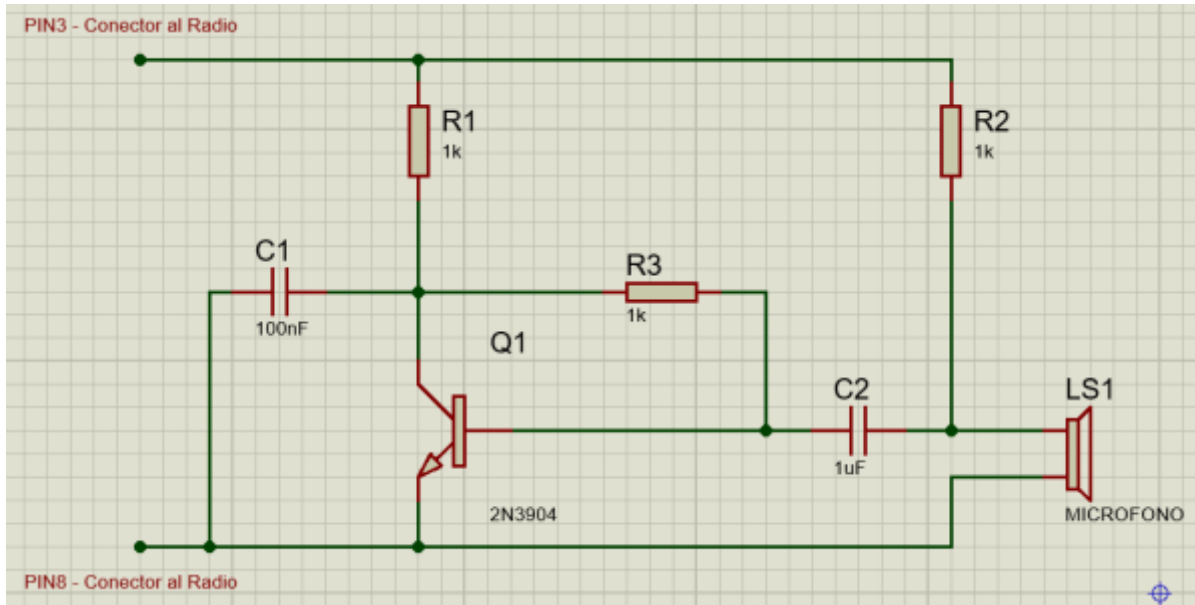 PIN3 - Conector al Radio
R1
1k
R2
1k
C1
100nF
R3
1k
Q1
2N3904
C2
1uF
LS1
MICROFONO
PIN8 - Conector al Radio